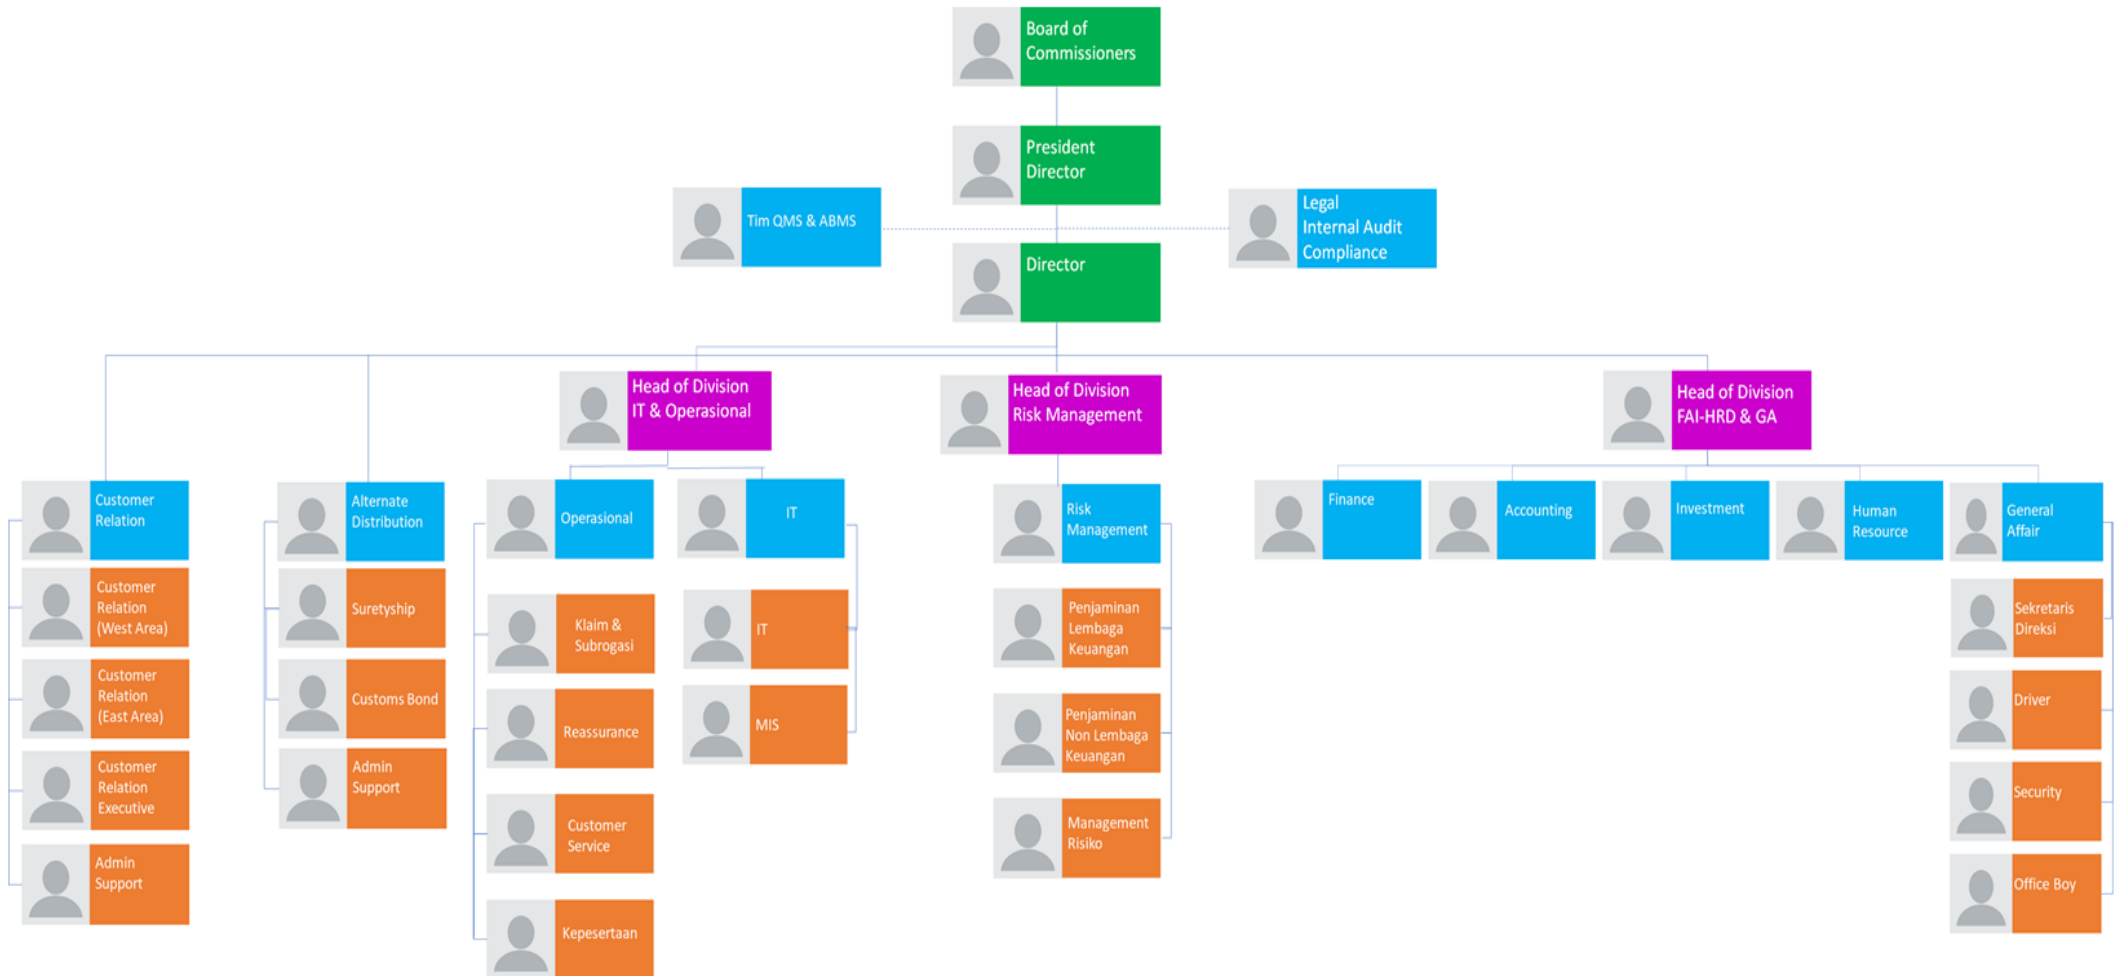 Board of
Commissioners
President
Director
Tim QMS & ABMS
Legal
Internal Audit
Compliance
Director
Head of Division
IT & Operasional
Head of Division
Risk Management
Head of Division
FAI-HRD & GA
Customer
Relation
Alternate
Distribution
Operasional
IT
Risk
Management
Finance
Accounting
Investment
Human
Resource
General
Affair
Customer
Relation
(West Area)
Suretyship
Klaim &
Subrogasi
IT
Penjaminan
Lembaga
Keuangan
Sekretaris
Direksi
Customer
Relation
(East Area)
Customs Bond
Reassurance
MIS
Penjaminan
Non Lembaga
Keuangan
Driver
Customer
Relation
Executive
Admin
Support
Customer
Service
Management
Risiko
Security
Admin
Support
Kepesertaan
Office Boy